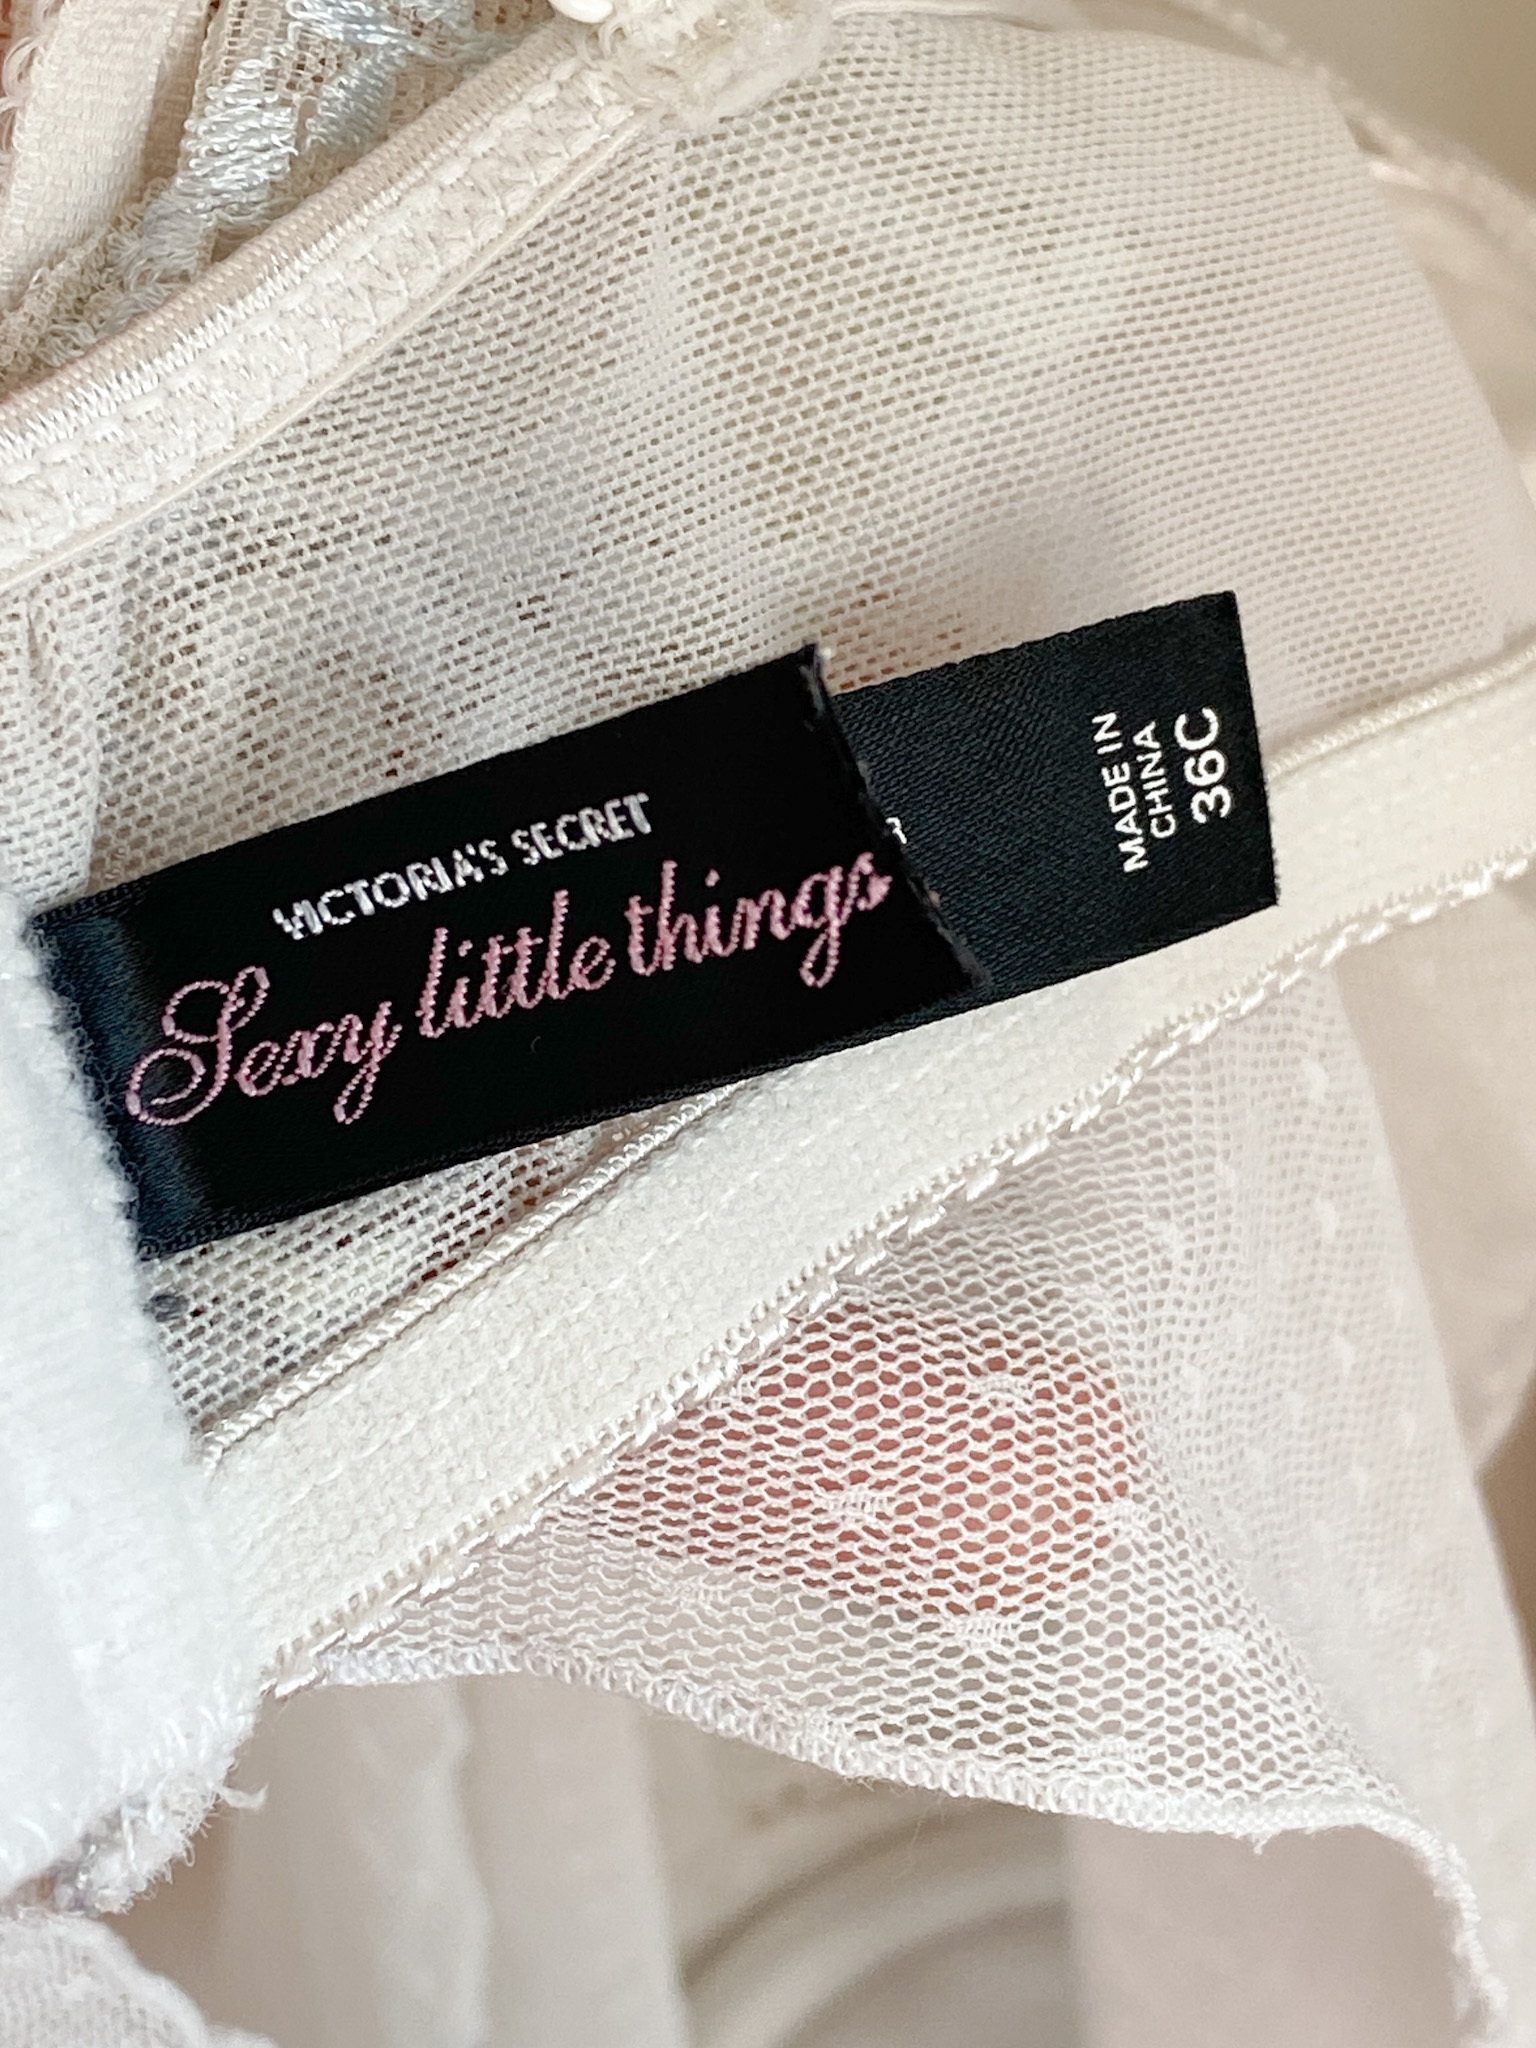 VICTORIA'S SECRET
Sexy little things
MADE IN
CHINA
36C